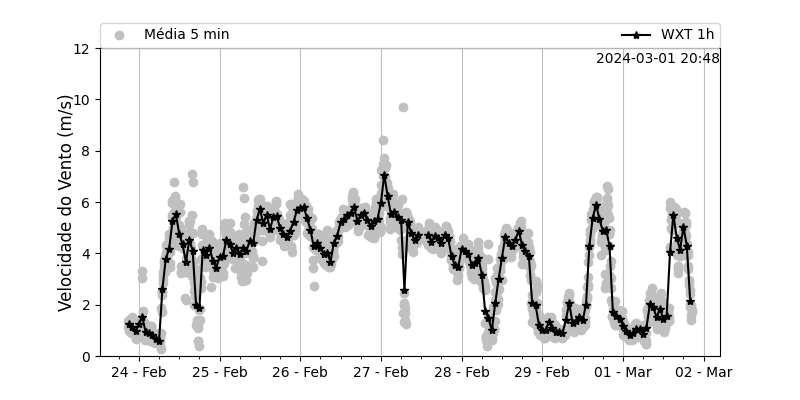 Média 5 min
WXT 1h
2024-03-01 20:48
Velocidade do Vento (m/s)
12
10
8
6
4
2
0
24 - Feb
25 - Feb
26 - Feb
27 - Feb
28 - Feb
29 - Feb
01 - Mar
02 - Mar